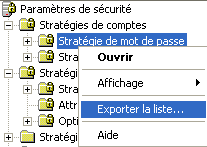 Paramètres de sécurité
Stratégies de comptes
Stratégie de mot de passe
Stra
Ouvrir
Stratégi
Affichage
Stra
Exporter la liste...
Attr
Opti
Aide
Stratégi